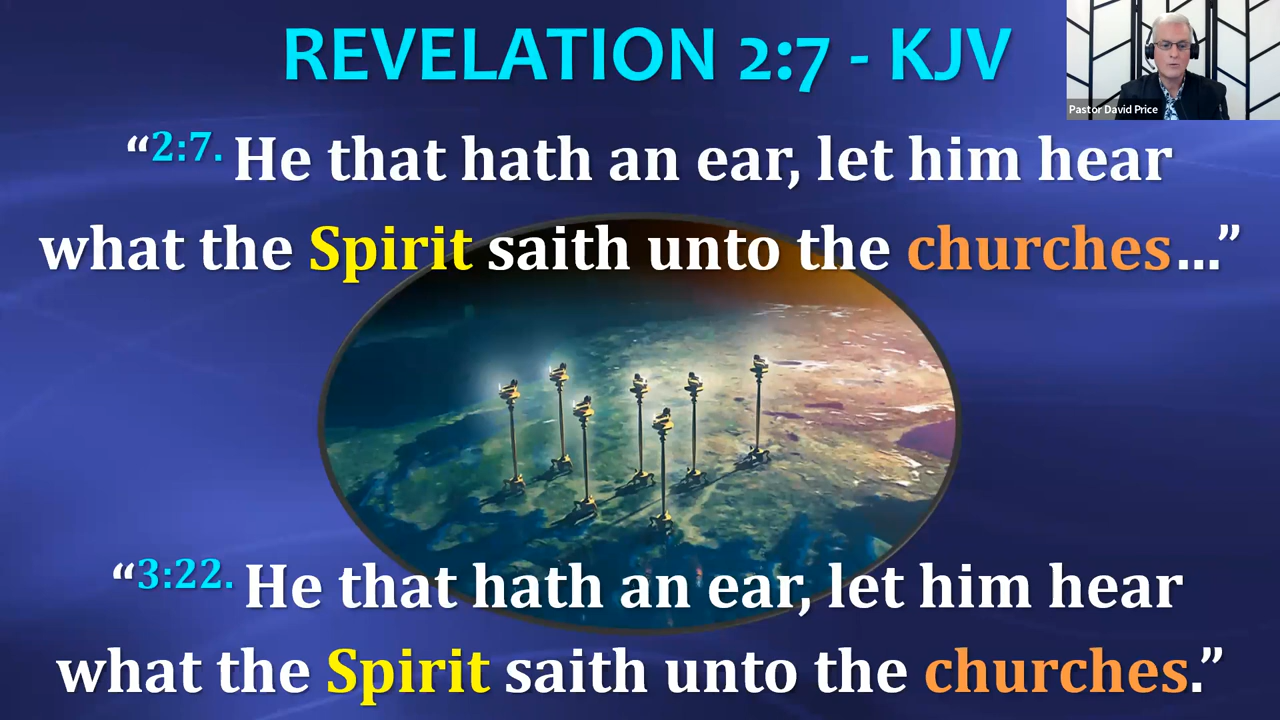 REVELATION 2:7 - KJV
Pastor David Price
“2:7. He that hath an ear, let him hear
what the Spirit saith unto the churches…”
“3:22. He that hath an ear, let him hear
what the Spirit saith unto the churches.”